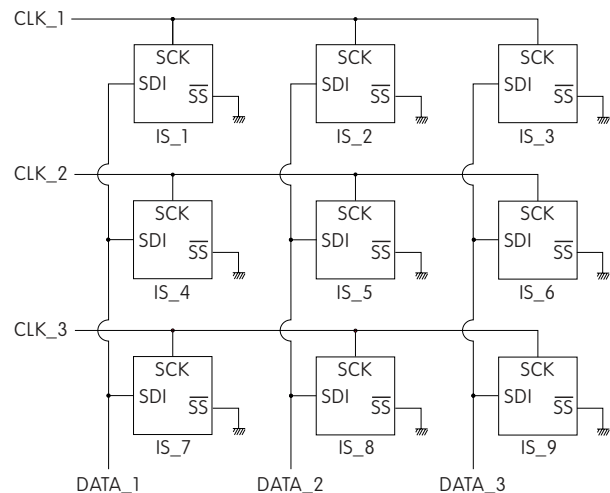 CLK_1
SCK SCK SCK
SDI SS SDI SS SDI SS
IS_1 IS_2 IS_3
CLK_2
SCK SCK SCK
SDI SS SDI SS SDI SS
IS_4 IS_5 IS_6
CLK_3
SCK SCK SCK
SDI SS SDI SS SDI SS
IS_7 IS_8 IS_9
DATA_1 DATA_2 DATA_3